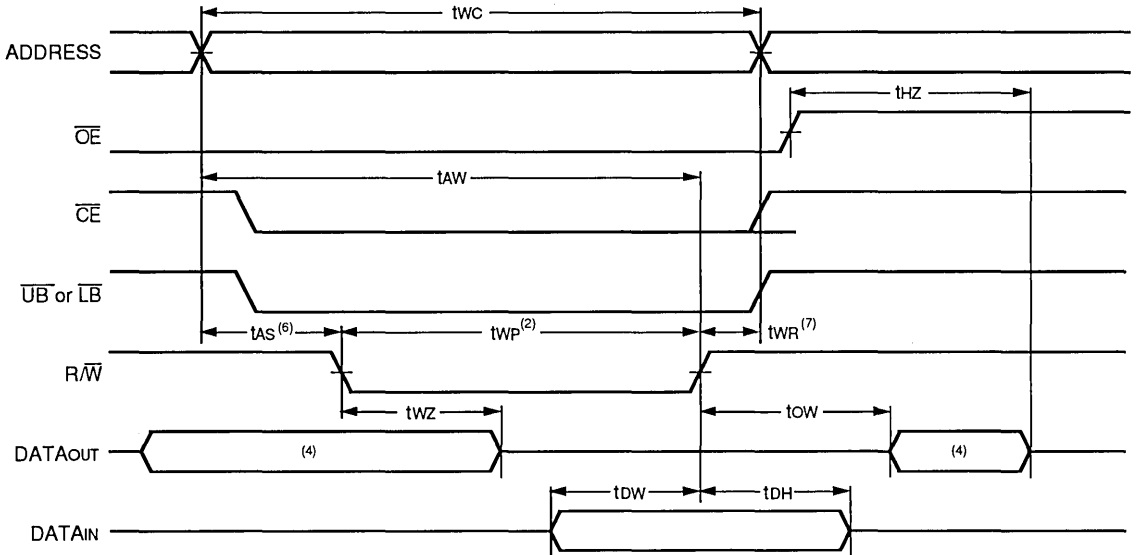 tWC
ADDRESS
tHZ
OE
tAW
CE
UB or LB
tAS (6)
tWP (2)
tWR (7)
R/W
tWZ
tOW
DATAOUT
(4)
(4)
tDW
tDH
DATAIN